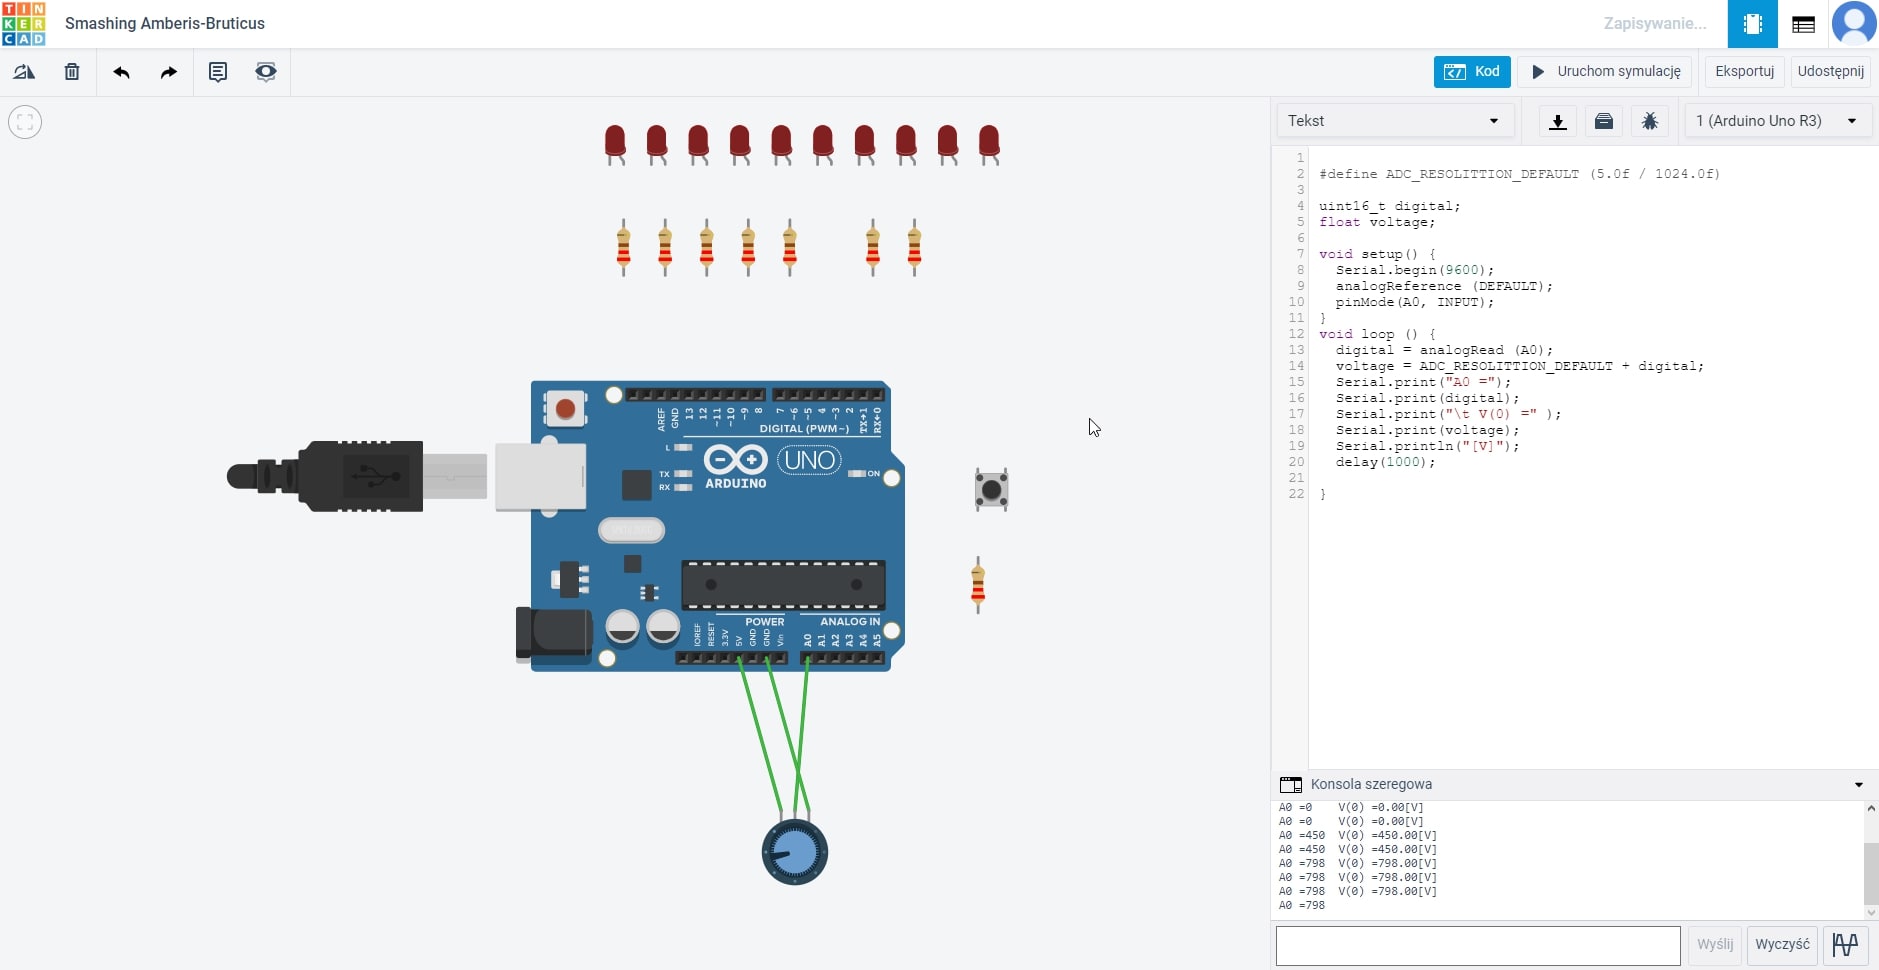 TIN
KER
CAD
Smashing Amberis-Bruticus
Zapisywanie...
Kod
Uruchom symulację
Eksportuj
Udostępnij
Tekst
1 (Arduino Uno R3)
1
2 #define ADC_RESOLITTION_DEFAULT (5.0f / 1024.0f)
3
4 uint16_t digital;
5 float voltage;
6
7 void setup() {
8 Serial.begin(9600);
9 analogReference (DEFAULT);
10 pinMode(A0, INPUT);
11 }
12 void loop () {
13 digital = analogRead (A0);
14 voltage = ADC_RESOLITTION_DEFAULT + digital;
15 Serial.print("A0 =");
16 Serial.print(digital);
17 Serial.print("\t V(0) =" );
18 Serial.print(voltage);
19 Serial.println("[V]");
20 delay(1000);
21
22 }
AREF GND 13 12 ~11 ~10 ~9 8 7 ~6 ~5 4 ~3 2 TX→1 RX←0
DIGITAL (PWM~)
L
TX
RX
ARDUINO
UNO
ON
POWER
ANALOG IN
IOREF RESET 3.3V 5V GND GND Vin A0 A1 A2 A3 A4 A5
Konsola szeregowa
A0 =0 V(0) =0.00[V]
A0 =0 V(0) =0.00[V]
A0 =450 V(0) =450.00[V]
A0 =450 V(0) =450.00[V]
A0 =798 V(0) =798.00[V]
A0 =798 V(0) =798.00[V]
A0 =798 V(0) =798.00[V]
A0 =798
Wyślij
Wyczyść